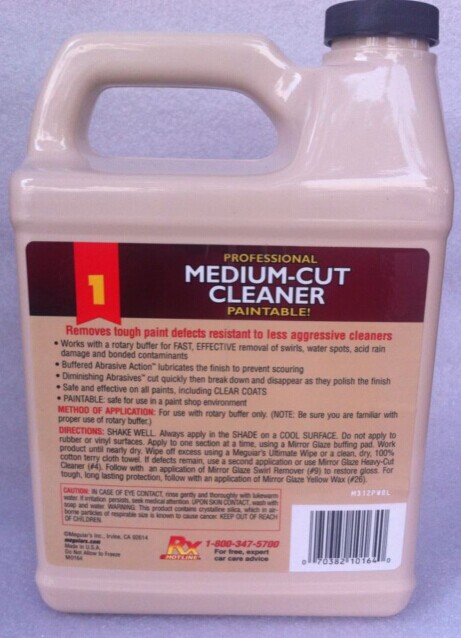 PROFESSIONAL
1
MEDIUM-CUT
CLEANER
PAINTABLE!
Removes tough paint defects resistant to less aggressive cleaners
• Works with a rotary buffer for FAST, EFFECTIVE removal of swirls, water spots, acid rain
damage and bonded contaminants
• Buffered Abrasive Action™ lubricates the finish to prevent scouring
• Diminishing Abrasives™ cut quickly then break down and disappear as they polish the finish
• Safe and effective on all paints, including CLEAR COATS
• PAINTABLE: safe for use in a paint shop environment
METHOD OF APPLICATION: For use with rotary buffer only. (NOTE: Be sure you are familiar with
proper use of rotary buffer.)
DIRECTIONS: SHAKE WELL. Always apply in the SHADE on a COOL SURFACE. Do not apply to
rubber or vinyl surfaces. Apply to one section at a time, using a Mirror Glaze buffing pad. Work
product until nearly dry. Wipe off excess using a Meguiar's Ultimate Wipe or a clean, dry, 100%
cotton terry cloth towel. If defects remain, use a second application or use Mirror Glaze Heavy-Cut
Cleaner (#4). Follow with an application of Mirror Glaze Swirl Remover (#9) to restore gloss. For
tough, long lasting protection, follow with an application of Mirror Glaze Yellow Wax (#26).
CAUTION: IN CASE OF EYE CONTACT, rinse gently and thoroughly with lukewarm
water. If irritation persists, seek medical attention. UPON SKIN CONTACT, wash with
soap and water. WARNING: This product contains crystalline silica, which in air-
borne particles of respirable size is known to cause cancer. KEEP OUT OF REACH
OF CHILDREN.
©Meguiar's Inc., Irvine, CA 92614
meguiars.com
Made in U.S.A.
Do Not Allow to Freeze
Rx
HOTLINE
1-800-347-5700
For free, expert
car care advice
0 70382 10164 0